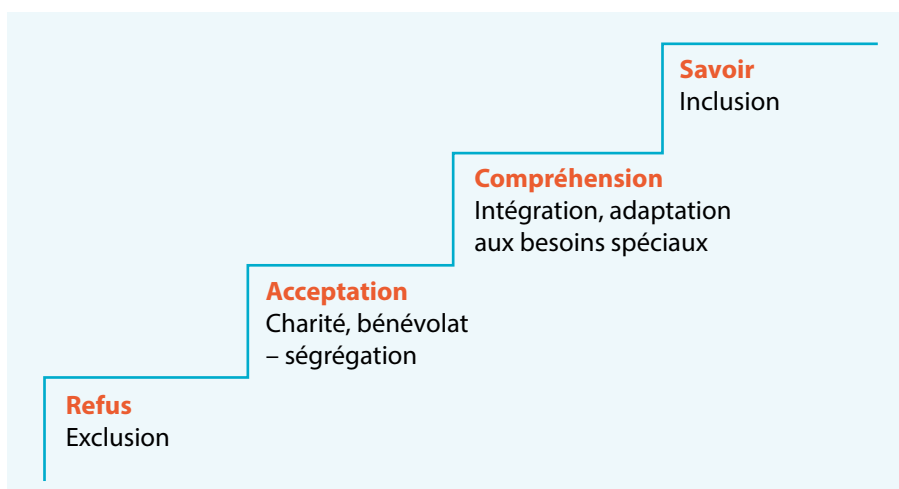 Savoir
Inclusion
Compréhension
Intégration, adaptation
aux besoins spéciaux
Acceptation
Charité, bénévolat
– ségrégation
Refus
Exclusion